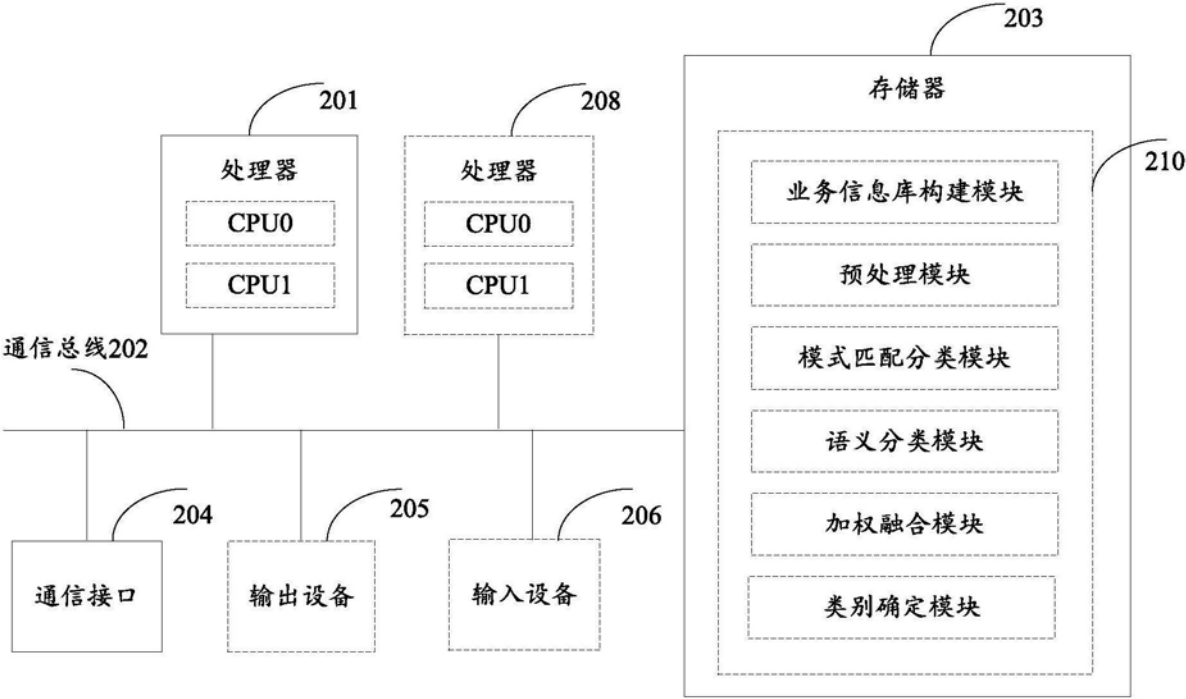 203
存储器
201
208
处理器
处理器
210
业务信息库构建模块
CPU0
CPU0
CPU1
CPU1
预处理模块
通信总线202
模式匹配分类模块
语义分类模块
204
205
206
加权融合模块
通信接口
输出设备
输入设备
类别确定模块